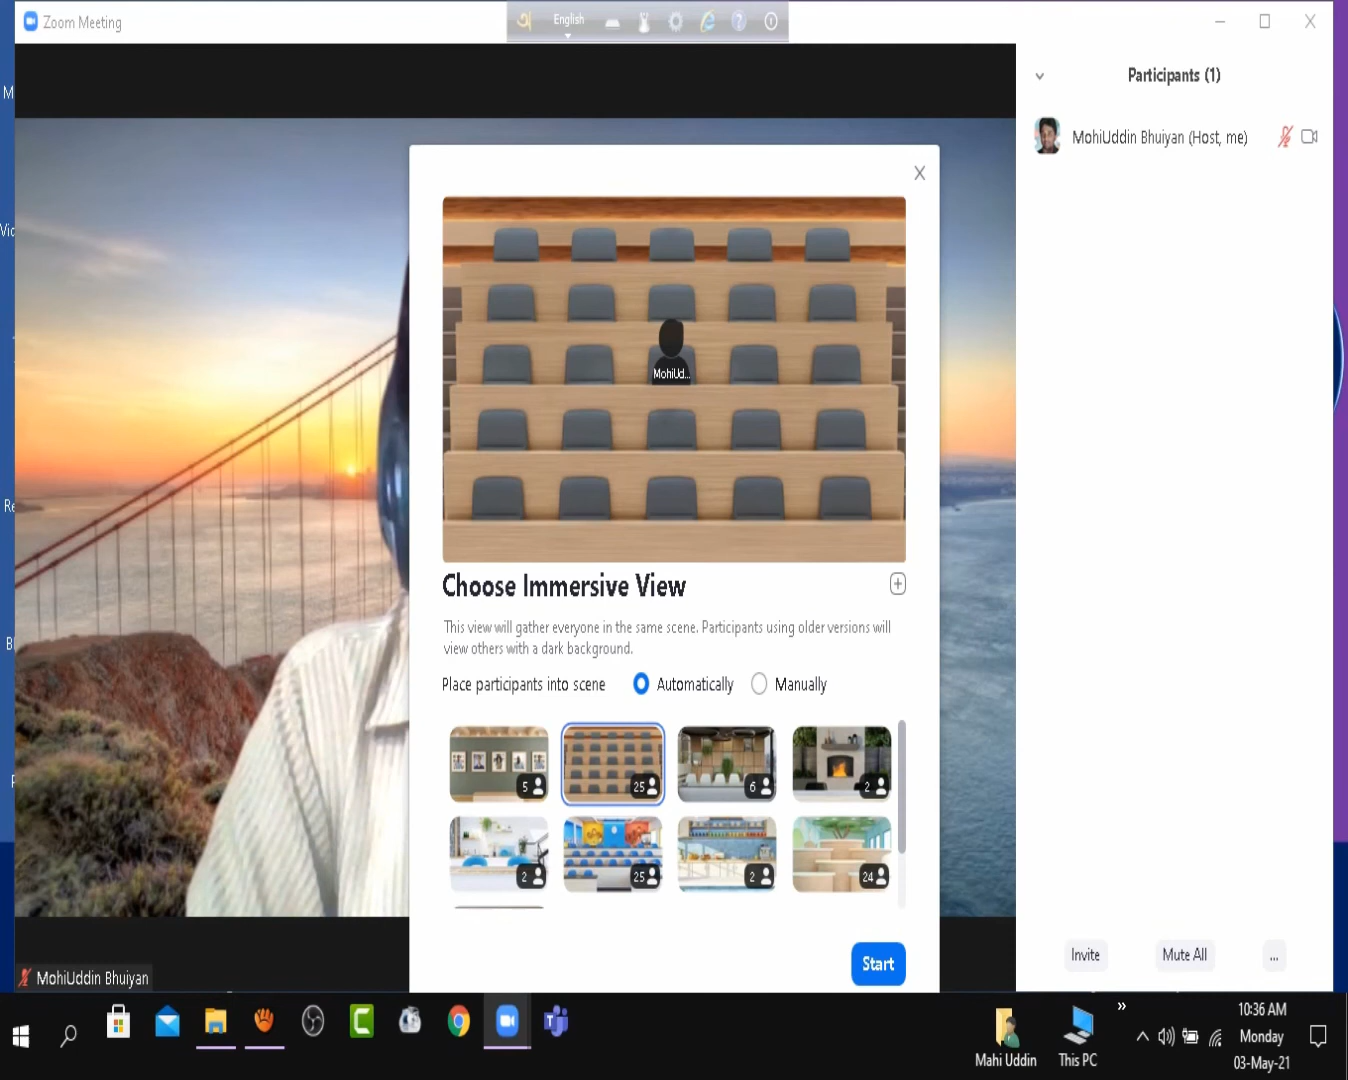 Zoom Meeting
অ
English
Participants (1)
MohiUddin Bhuiyan (Host, me)
MohiUd...
Choose Immersive View
This view will gather everyone in the same scene. Participants using older versions will
view others with a dark background.
Place participants into scene
Automatically
Manually
5
25
6
2
2
25
2
24
Start
Invite
Mute All
...
MohiUddin Bhuiyan
M
Re
B
Mahi Uddin
This PC
10:36 AM
Monday
03-May-21